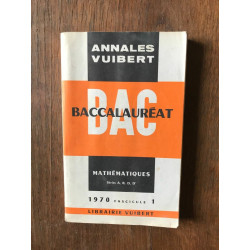 ANNALES
VUIBERT
BAC
BACCALAURÉAT
MATHÉMATIQUES
1970 FASCICULE 1
LIBRAIRIE VUIBERT